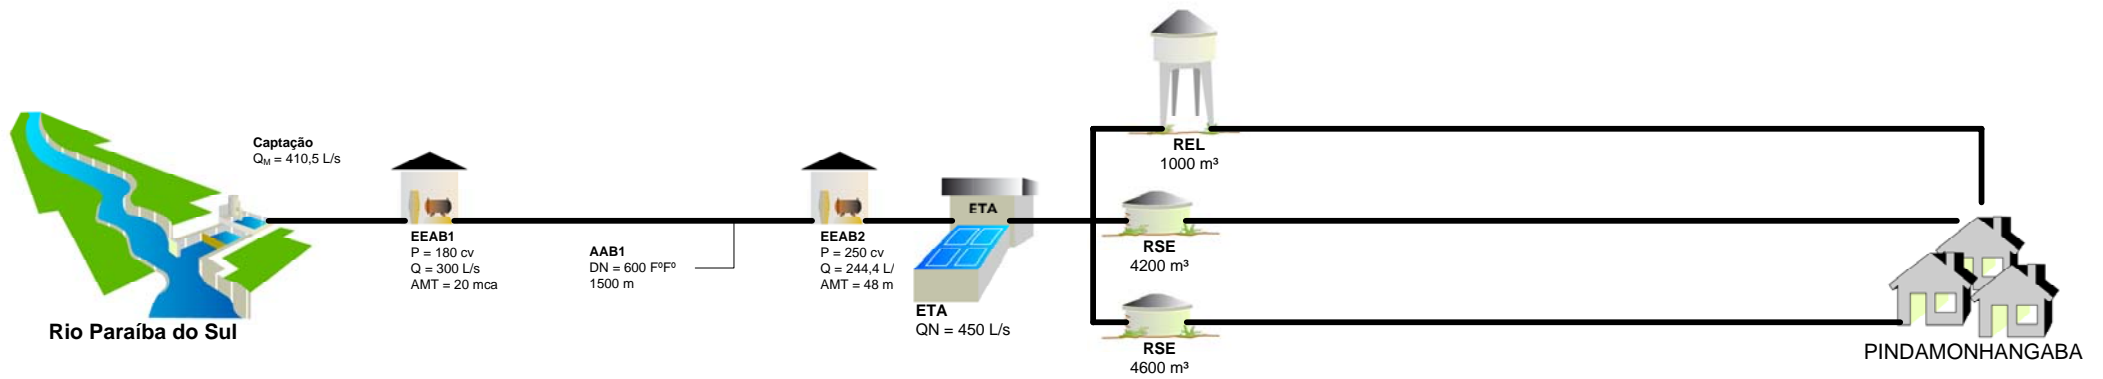 Captação
QM = 410,5 L/s
Rio Paraíba do Sul
EEAB1
P = 180 cv
Q = 300 L/s
AMT = 20 mca
AAB1
DN = 600 FºFº
1500 m
EEAB2
P = 250 cv
Q = 244,4 L/
AMT = 48 m
ETA
ETA
QN = 450 L/s
REL
1000 m³
RSE
4200 m³
RSE
4600 m³
PINDAMONHANGABA